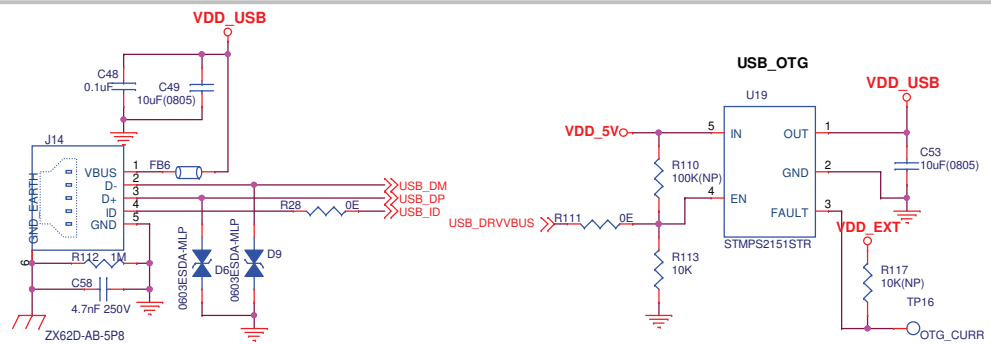 VDD_USB
C48
0.1uF
C49
10uF(0805)
J14
GND_EARTH
VBUS
D-
D+
ID
GND
1
2
3
4
5
6
FB6
R28
0E
USB_DM
USB_DP
USB_ID
R112
1M
C58
4.7nF 250V
0603ESDA-MLP
D6
0603ESDA-MLP
D9
ZX62D-AB-5P8
USB_OTG
U19
VDD_USB
VDD_5V
5
IN
OUT
1
R110
100K(NP)
GND
2
C53
10uF(0805)
4
EN
FAULT
3
USB_DRVVBUS
R111
0E
STMPS2151STR
VDD_EXT
R113
10K
R117
10K(NP)
TP16
OTG_CURR